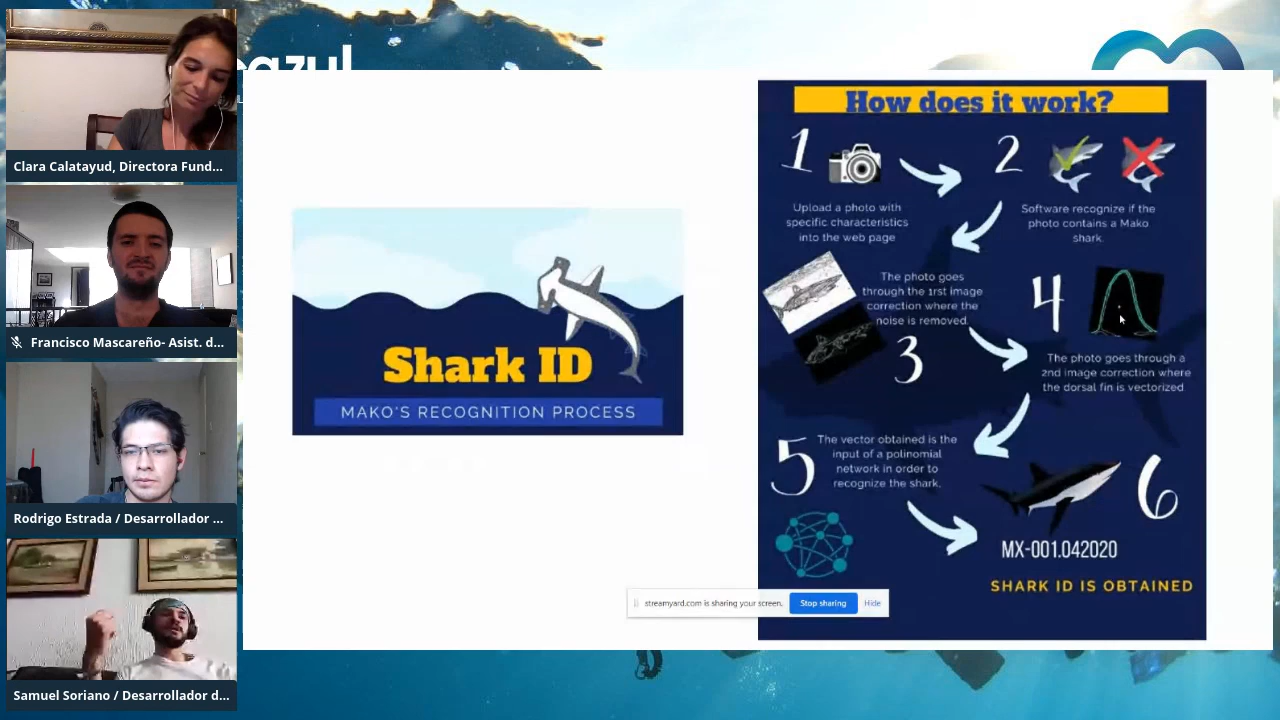 Clara Calatayud, Directora Fund...
Francisco Mascareño- Asist. d...
Rodrigo Estrada / Desarrollador ...
Samuel Soriano / Desarrollador d...
Shark ID
MAKO'S RECOGNITION PROCESS
How does it work?
1
Upload a photo with
specific characteristics
into the web page
2
Software recognize if the
photo contains a Mako
shark.
The photo goes
through the 1rst image
correction where the
noise is removed.
3
4
The photo goes through a
2nd image correction where
the dorsal fin is vectorized
5
The vector obtained is the
input of a polinomial
network in order to
recognize the shark.
6
MX-001.042020
SHARK ID IS OBTAINED
streamyard.com is sharing your screen.
Stop sharing
Hide